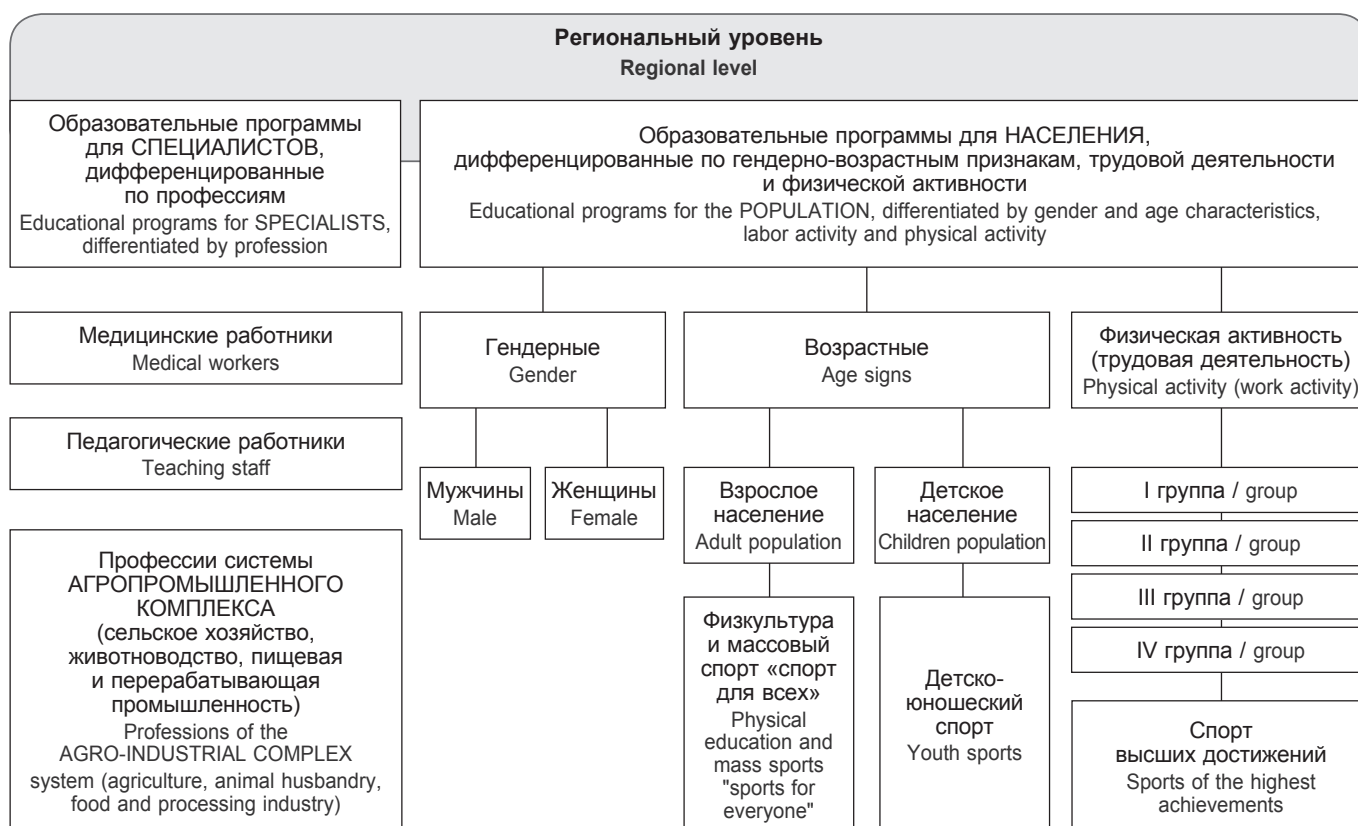 Региональный уровень
Regional level
Образовательные программы
для СПЕЦИАЛИСТОВ,
дифференцированные
по профессиям
Educational programs for SPECIALISTS,
differentiated by profession
Образовательные программы для НАСЕЛЕНИЯ,
дифференцированные по гендерно-возрастным признакам, трудовой деятельности
и физической активности
Educational programs for the POPULATION, differentiated by gender and age characteristics,
labor activity and physical activity
Медицинские работники
Medical workers
Педагогические работники
Teaching staff
Профессии системы
АГРОПРОМЫШЛЕННОГО
КОМПЛЕКСА
(сельское хозяйство,
животноводство, пищевая
и перерабатывающая
промышленность)
Professions of the
AGRO-INDUSTRIAL COMPLEX
system (agriculture, animal husbandry,
food and processing industry)
Гендерные
Gender
Мужчины
Male
Женщины
Female
Возрастные
Age signs
Взрослое
население
Adult population
Физкультура
и массовый
спорт «спорт
для всех»
Physical
education and
mass sports
"sports for
everyone"
Детское
население
Children population
Детско-
юношеский
спорт
Youth sports
Физическая активность
(трудовая деятельность)
Physical activity (work activity)
I группа / group
II группа / group
III группа / group
IV группа / group
Спорт
высших достижений
Sports of the highest
achievements